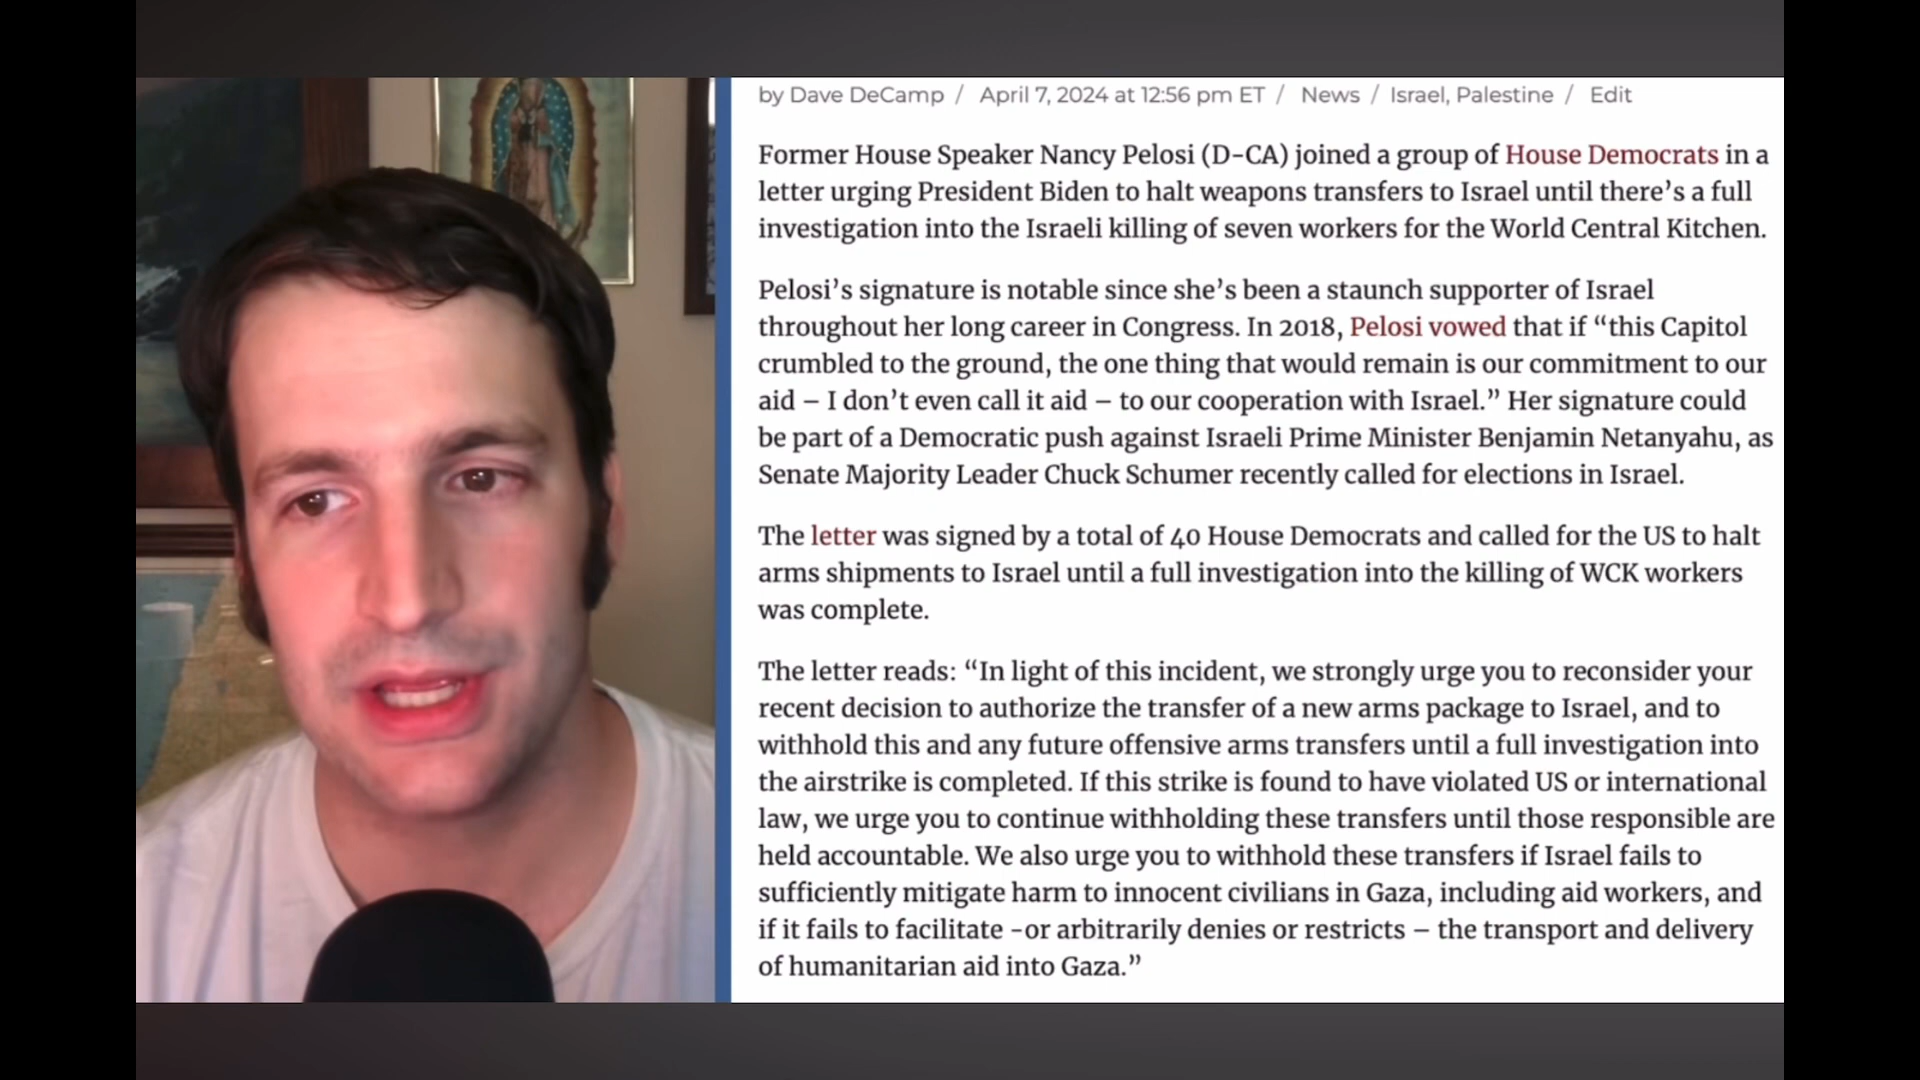 by Dave DeCamp / April 7, 2024 at 12:56 pm ET / News / Israel, Palestine / Edit
Former House Speaker Nancy Pelosi (D-CA) joined a group of House Democrats in a
letter urging President Biden to halt weapons transfers to Israel until there’s a full
investigation into the Israeli killing of seven workers for the World Central Kitchen.
Pelosi’s signature is notable since she’s been a staunch supporter of Israel
throughout her long career in Congress. In 2018, Pelosi vowed that if “this Capitol
crumbled to the ground, the one thing that would remain is our commitment to our
aid – I don’t even call it aid – to our cooperation with Israel.” Her signature could
be part of a Democratic push against Israeli Prime Minister Benjamin Netanyahu, as
Senate Majority Leader Chuck Schumer recently called for elections in Israel.
The letter was signed by a total of 40 House Democrats and called for the US to halt
arms shipments to Israel until a full investigation into the killing of WCK workers
was complete.
The letter reads: “In light of this incident, we strongly urge you to reconsider your
recent decision to authorize the transfer of a new arms package to Israel, and to
withhold this and any future offensive arms transfers until a full investigation into
the airstrike is completed. If this strike is found to have violated US or international
law, we urge you to continue withholding these transfers until those responsible are
held accountable. We also urge you to withhold these transfers if Israel fails to
sufficiently mitigate harm to innocent civilians in Gaza, including aid workers, and
if it fails to facilitate -or arbitrarily denies or restricts – the transport and delivery
of humanitarian aid into Gaza.”